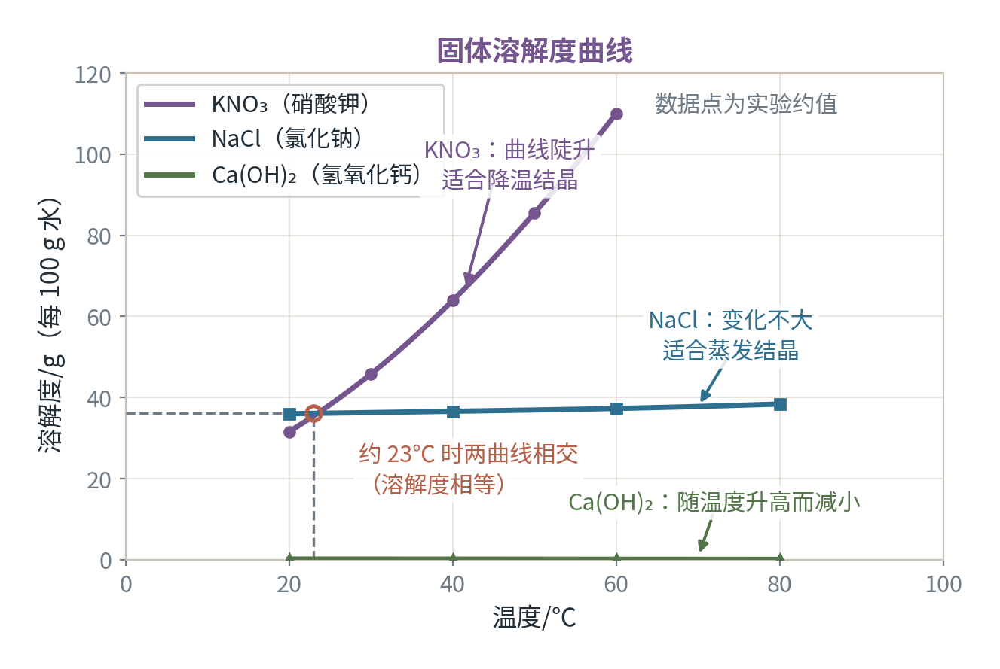 固体溶解度曲线
KNO₃（硝酸钾）
NaCl（氯化钠）
Ca(OH)₂（氢氧化钙）
数据点为实验约值
KNO₃：曲线陡升
适合降温结晶
NaCl：变化不大
适合蒸发结晶
约 23°C 时两曲线相交
（溶解度相等）
Ca(OH)₂：随温度升高而减小
溶解度/g（每 100 g 水）
120
100
80
60
40
20
0
0
20
40
60
80
100
温度/°C